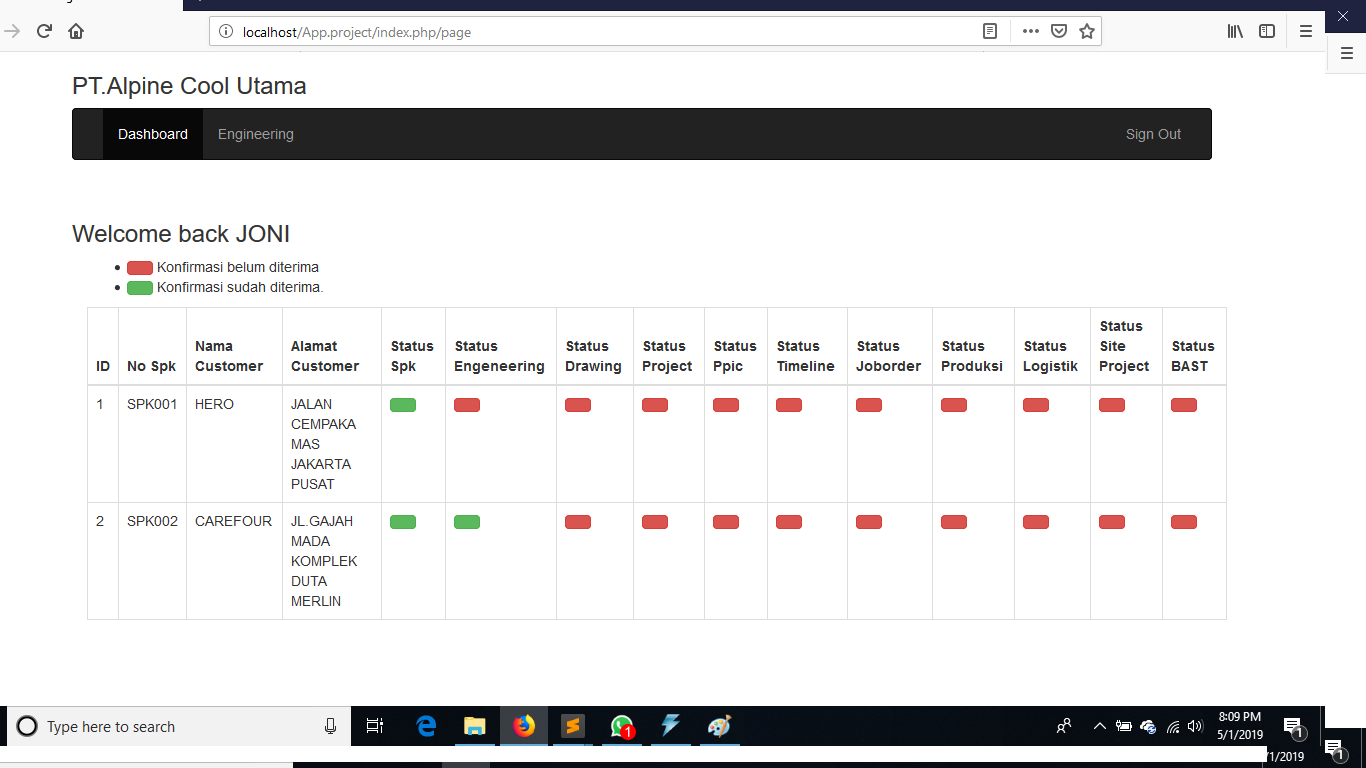 localhost/App.project/index.php/page
PT.Alpine Cool Utama
Dashboard Engineering Sign Out
Welcome back JONI
Konfirmasi belum diterima
Konfirmasi sudah diterima.
ID No Spk Nama Customer Alamat Customer Status Spk Status Engeneering Status Drawing Status Project Status Ppic Status Timeline Status Joborder Status Produksi Status Logistik Status Site Project Status BAST
1 SPK001 HERO JALAN
CEMPAKA
MAS
JAKARTA
PUSAT
2 SPK002 CAREFOUR JL.GAJAH
MADA
KOMPLEK
DUTA
MERLIN
Type here to search
1
8:09 PM
5/1/2019
1
/1/2019
1